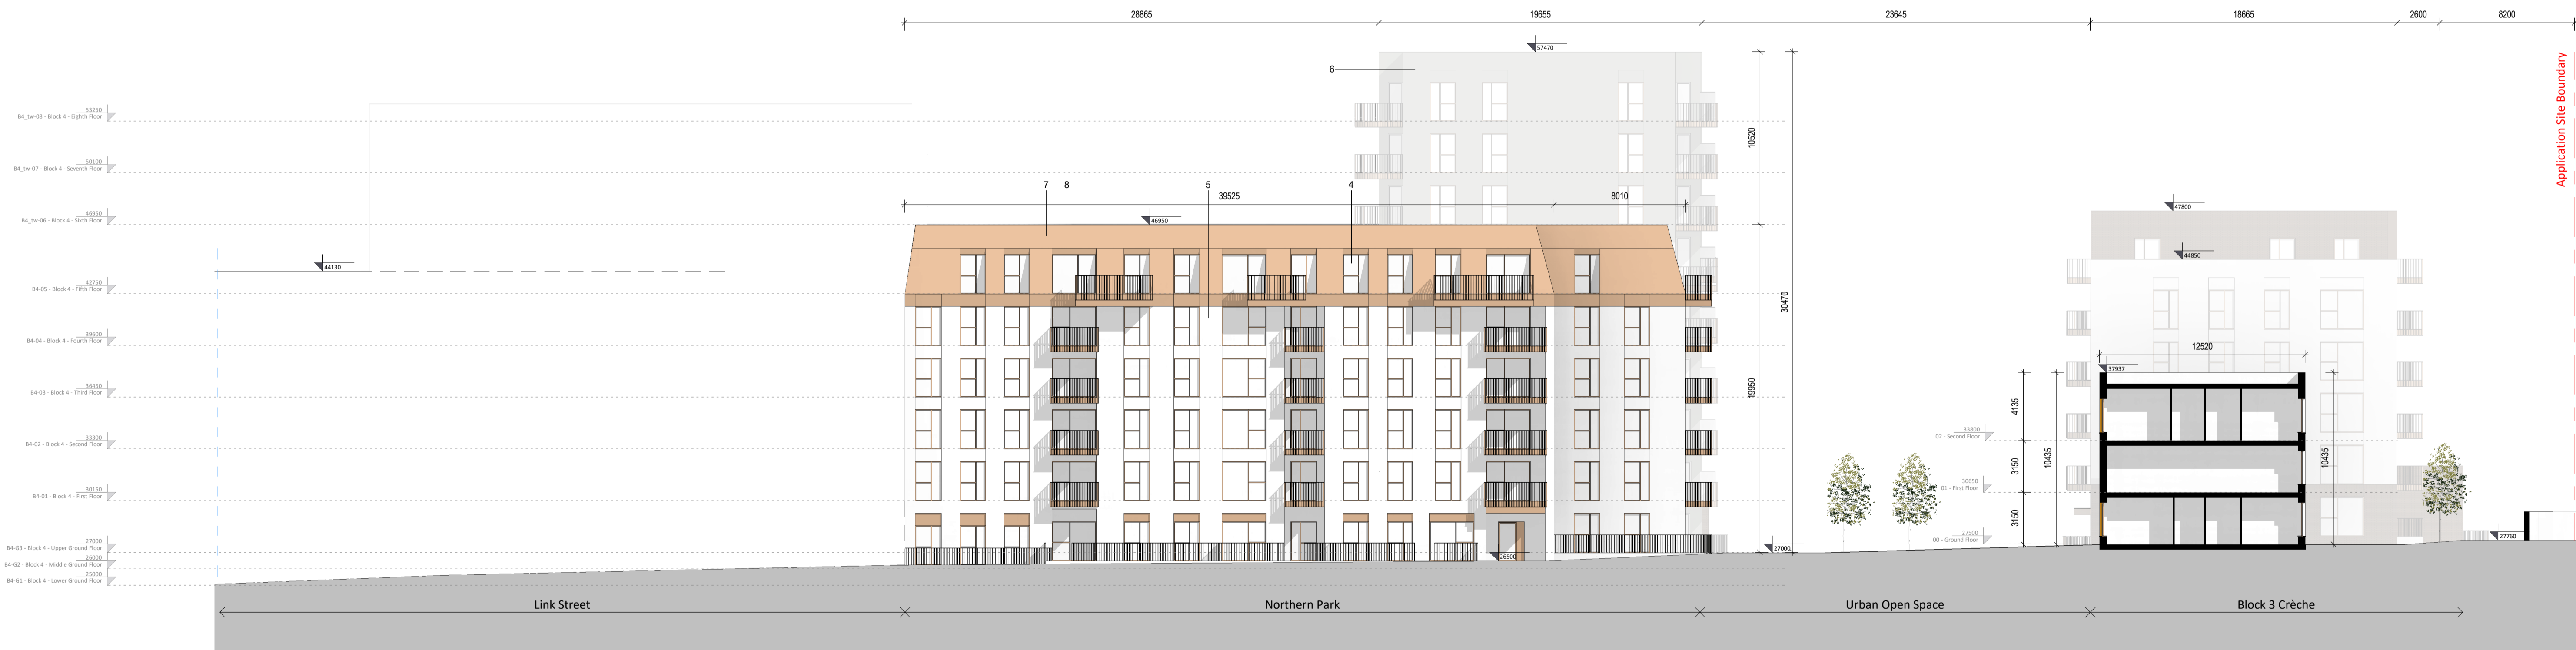 28865
19655
23645
18665
2600
8200
57470
6
Application Site Boundary
53250
B4_tw-08 - Block 4 - Eighth Floor
10520
50100
B4_tw-07 - Block 4 - Seventh Floor
7
8
5
4
39525
8010
46950
B4_tw-06 - Block 4 - Sixth Floor
46950
47800
44130
44850
42750
B4-05 - Block 4 - Fifth Floor
30470
39600
B4-04 - Block 4 - Fourth Floor
12520
37937
36450
B4-03 - Block 4 - Third Floor
19950
4135
33300
B4-02 - Block 4 - Second Floor
33800
02 - Second Floor
10435
3150
10435
30150
B4-01 - Block 4 - First Floor
30650
01 - First Floor
3150
27000
B4-G3 - Block 4 - Upper Ground Floor
26000
B4-G2 - Block 4 - Middle Ground Floor
25000
B4-G1 - Block 4 - Lower Ground Floor
26500
27000
27500
00 - Ground Floor
27760
Link Street
Northern Park
Urban Open Space
Block 3 Crèche